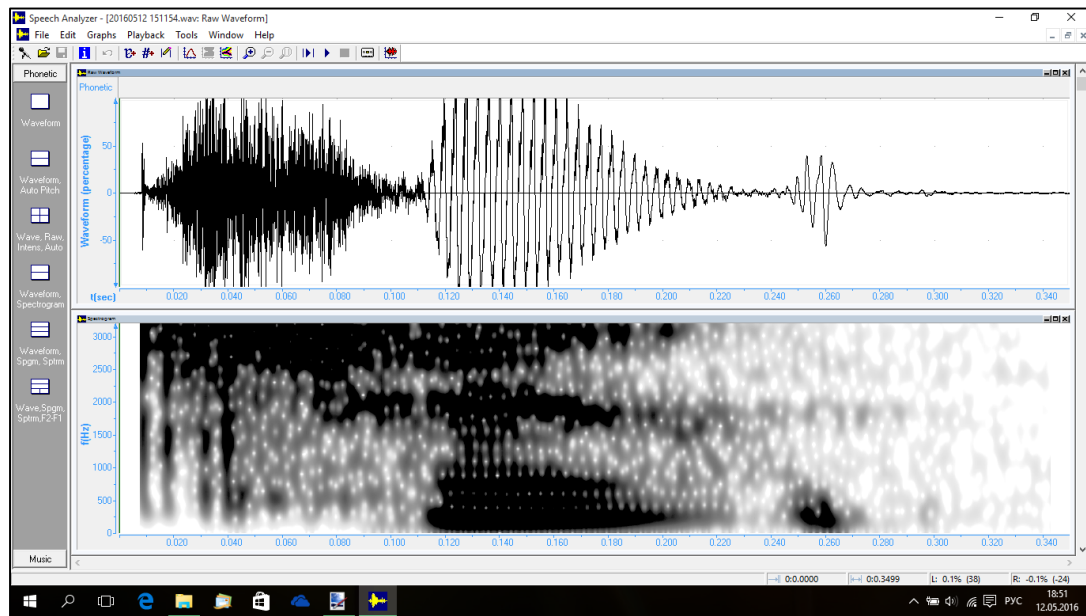 Speech Analyzer - [20160512 151154.wav: Raw Waveform]
File Edit Graphs Playback Tools Window Help
Phonetic
Waveform
Waveform,
Auto Pitch
Wave, Raw,
Intens, Auto
Waveform,
Spectrogram
Waveform,
Spgm, Sptrm
Wave,Spgm,
Sptrm,F2-F1
Music
Raw Waveform
Phonetic
Waveform (percentage)
50
0
-50
t(sec) 0.020 0.040 0.060 0.080 0.100 0.120 0.140 0.160 0.180 0.200 0.220 0.240 0.260 0.280 0.300 0.320 0.340
Spectrogram
f(Hz)
3000
2500
2000
1500
1000
500
0
0.020 0.040 0.060 0.080 0.100 0.120 0.140 0.160 0.180 0.200 0.220 0.240 0.260 0.280 0.300 0.320 0.340
0:0.0000 0:0.3499 L: 0.1% (38) R: -0.1% (-24)
РУС
18:51
12.05.2016